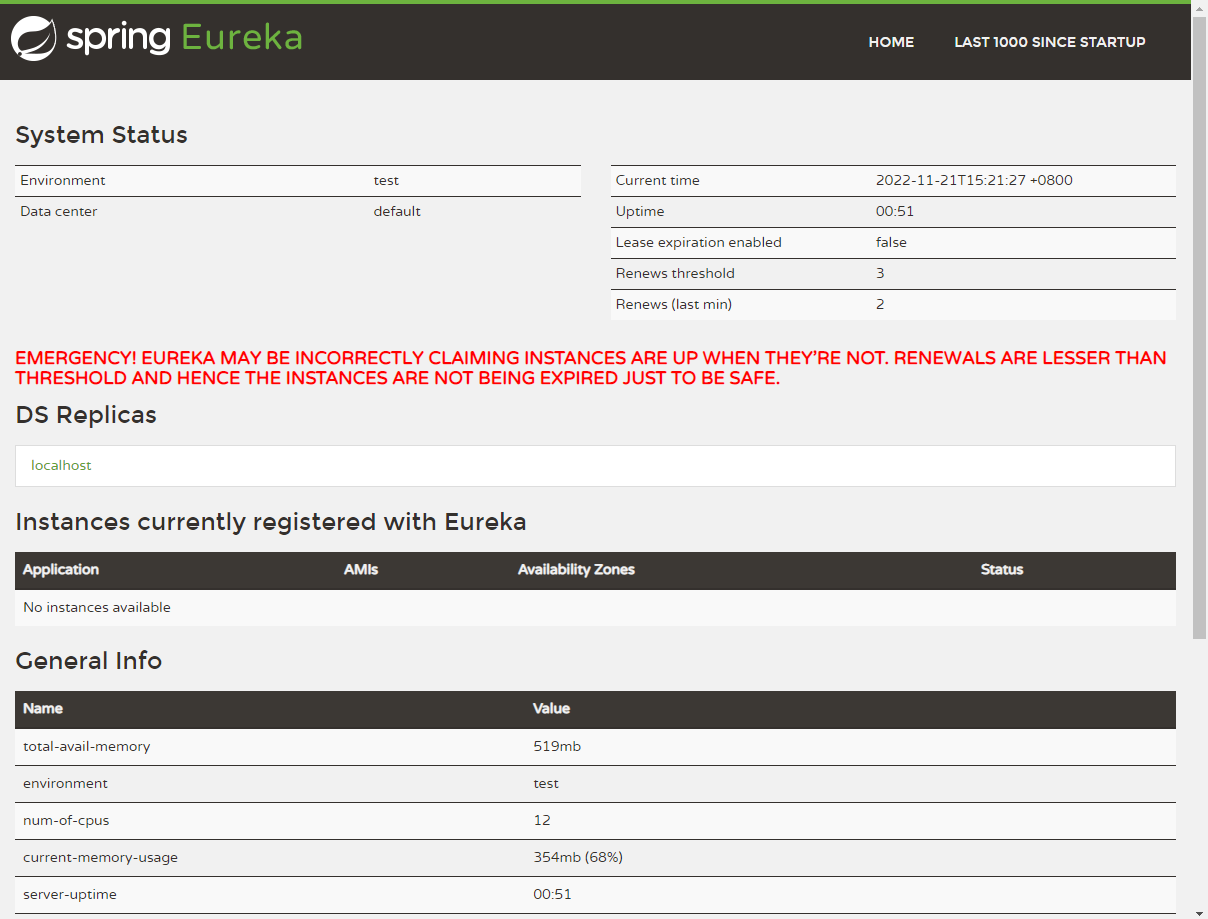 spring Eureka
HOME LAST 1000 SINCE STARTUP
System Status
Environment test
Data center default
Current time 2022-11-21T15:21:27 +0800
Uptime 00:51
Lease expiration enabled false
Renews threshold 3
Renews (last min) 2
EMERGENCY! EUREKA MAY BE INCORRECTLY CLAIMING INSTANCES ARE UP WHEN THEY'RE NOT. RENEWALS ARE LESSER THAN
THRESHOLD AND HENCE THE INSTANCES ARE NOT BEING EXPIRED JUST TO BE SAFE.
DS Replicas
localhost
Instances currently registered with Eureka
Application AMIs Availability Zones Status
No instances available
General Info
Name Value
total-avail-memory 519mb
environment test
num-of-cpus 12
current-memory-usage 354mb (68%)
server-uptime 00:51